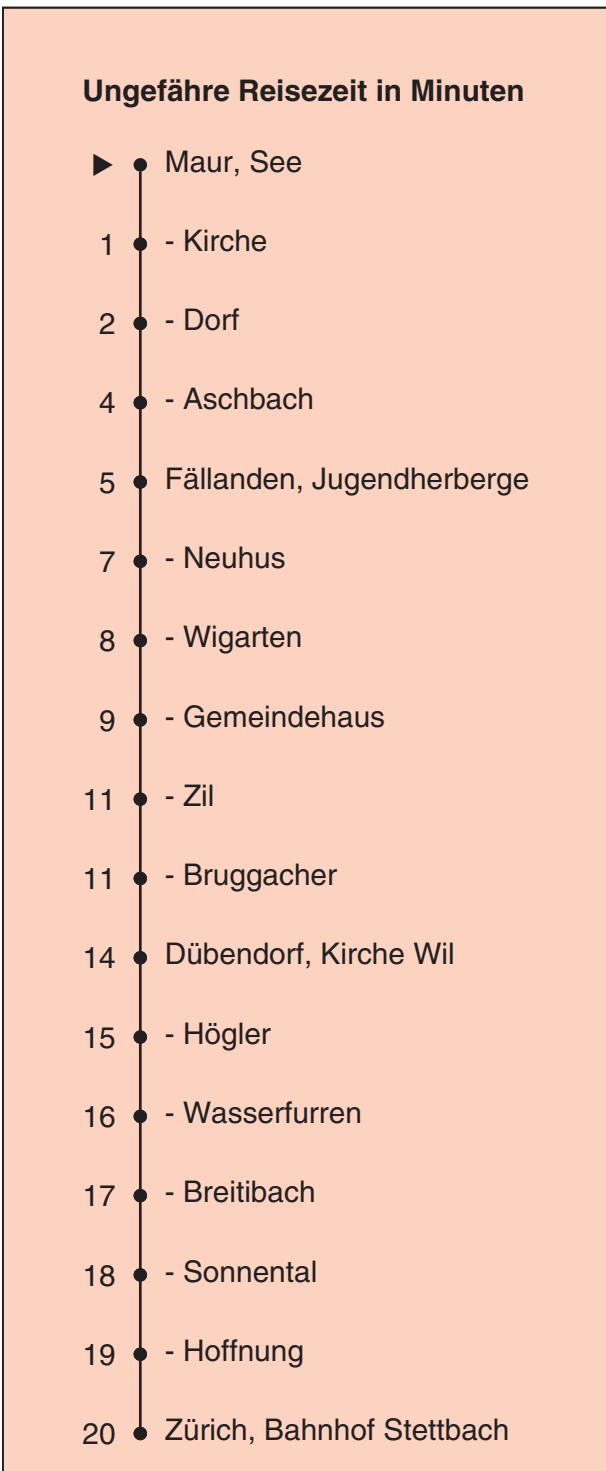 Ungefähre Reisezeit in Minuten
Maur, See
1 - Kirche
2 - Dorf
4 - Aschbach
5 Fällanden, Jugendherberge
7 - Neuhus
8 - Wigarten
9 - Gemeindehaus
11 - Zil
11 - Bruggacher
14 Dübendorf, Kirche Wil
15 - Högler
16 - Wasserfurren
17 - Breitibach
18 - Sonnental
19 - Hoffnung
20 Zürich, Bahnhof Stettbach